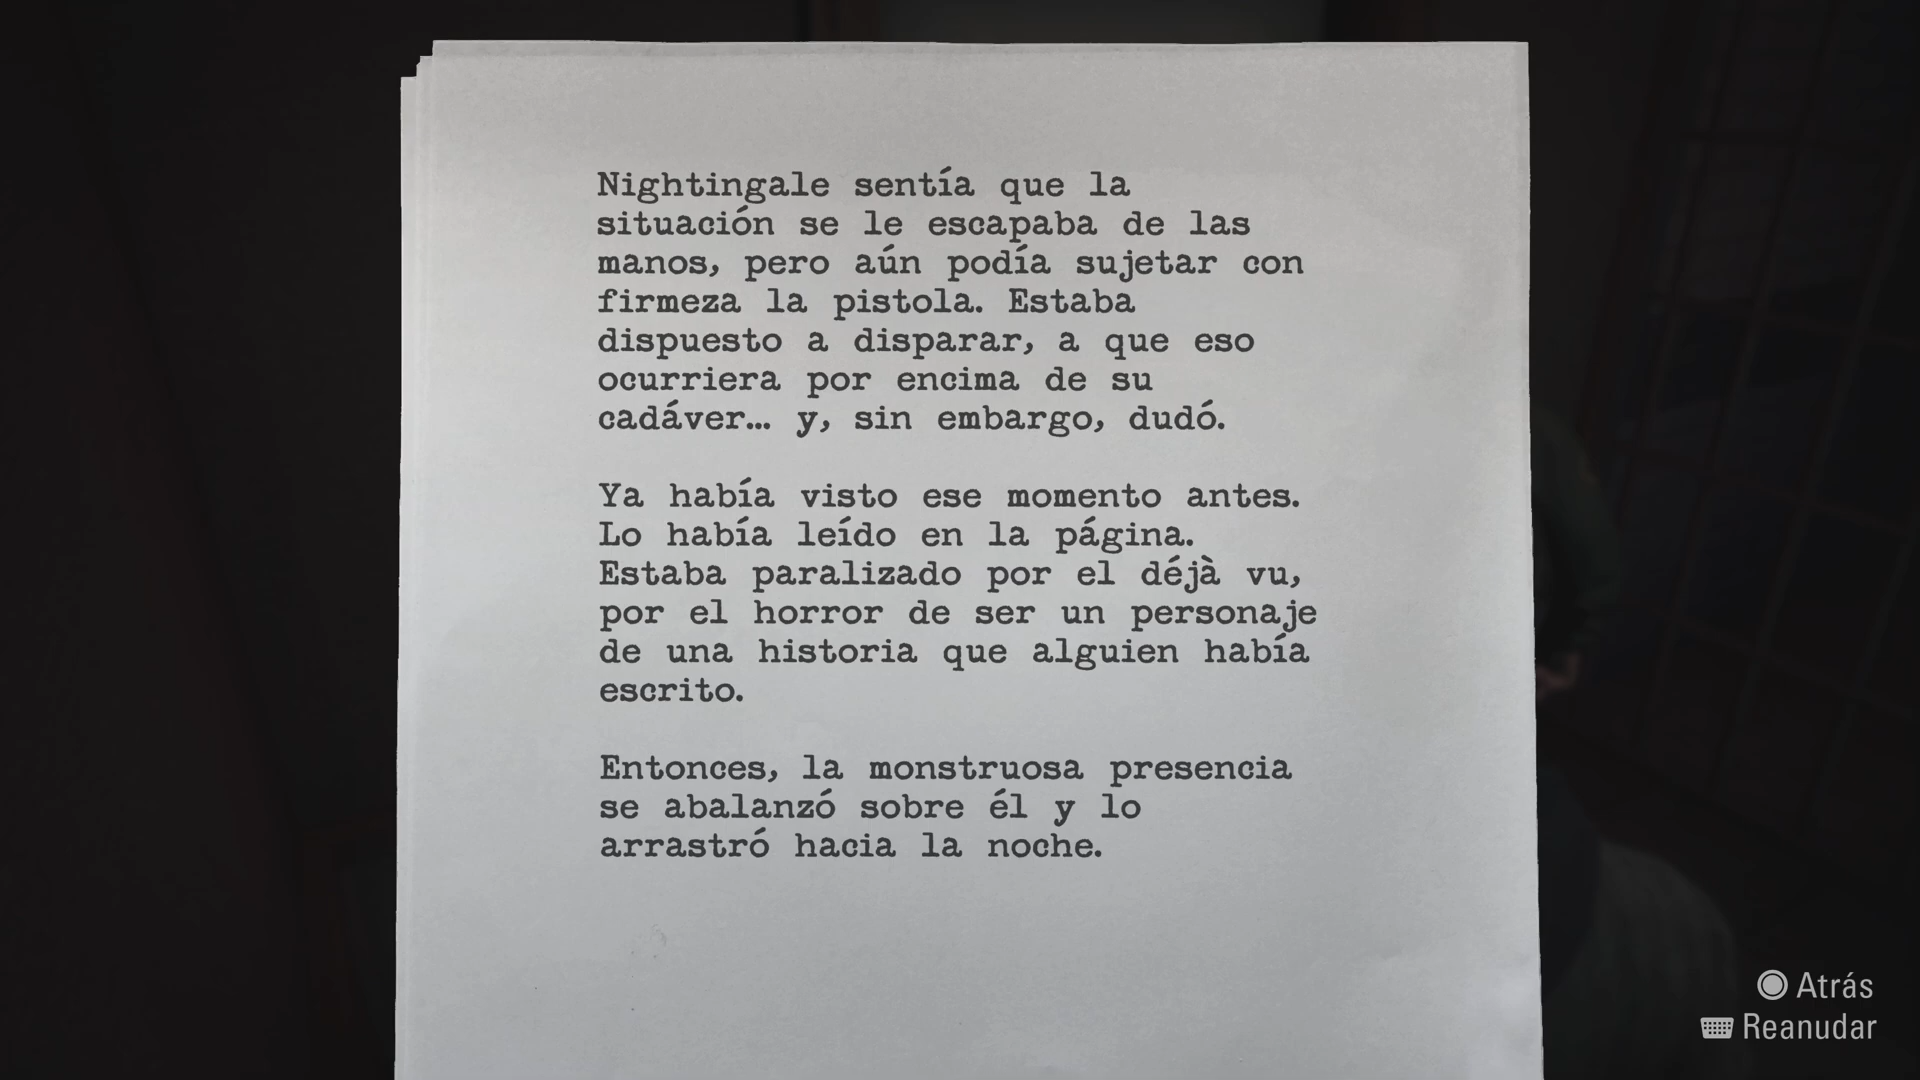 Nightingale sentía que la
situación se le escapaba de las
manos, pero aún podía sujetar con
firmeza la pistola. Estaba
dispuesto a disparar, a que eso
ocurriera por encima de su
cadáver... y, sin embargo, dudó.
Ya había visto ese momento antes.
Lo había leído en la página.
Estaba paralizado por el déjà vu,
por el horror de ser un personaje
de una historia que alguien había
escrito.
Entonces, la monstruosa presencia
se abalanzó sobre él y lo
arrastró hacia la noche.
Atrás
Reanudar